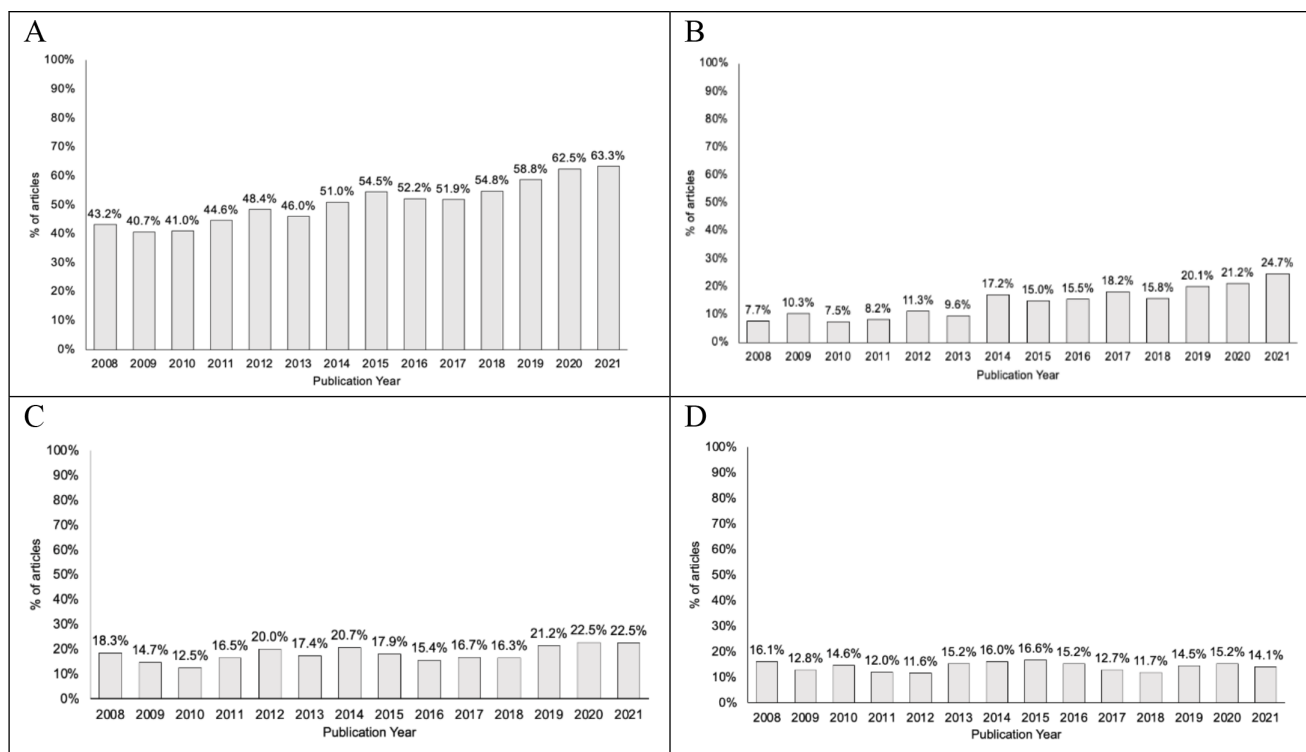 A
100%
90%
80%
70%
60%
50%
40%
30%
20%
10%
0%
% of articles
43.2% 40.7% 41.0% 44.6% 48.4% 46.0% 51.0% 54.5% 52.2% 51.9% 54.8% 58.8% 62.5% 63.3%
2008 2009 2010 2011 2012 2013 2014 2015 2016 2017 2018 2019 2020 2021
Publication Year
B
100%
90%
80%
70%
60%
50%
40%
30%
20%
10%
0%
% of articles
7.7% 10.3% 7.5% 8.2% 11.3% 9.6% 17.2% 15.0% 15.5% 18.2% 15.8% 20.1% 21.2% 24.7%
2008 2009 2010 2011 2012 2013 2014 2015 2016 2017 2018 2019 2020 2021
Publication Year
C
100%
90%
80%
70%
60%
50%
40%
30%
20%
10%
0%
% of articles
18.3% 14.7% 12.5% 16.5% 20.0% 17.4% 20.7% 17.9% 15.4% 16.7% 16.3% 21.2% 22.5% 22.5%
2008 2009 2010 2011 2012 2013 2014 2015 2016 2017 2018 2019 2020 2021
Publication Year
D
100%
90%
80%
70%
60%
50%
40%
30%
20%
10%
0%
% of articles
16.1% 12.8% 14.6% 12.0% 11.6% 15.2% 16.0% 16.6% 15.2% 12.7% 11.7% 14.5% 15.2% 14.1%
2008 2009 2010 2011 2012 2013 2014 2015 2016 2017 2018 2019 2020 2021
Publication Year